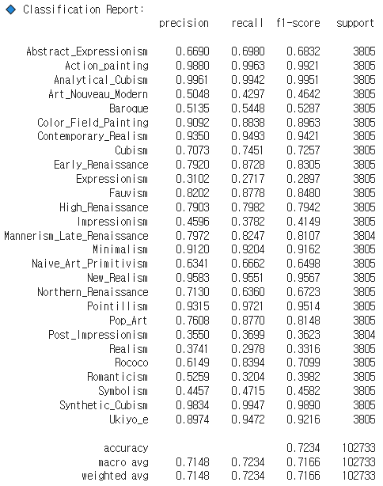 Classification Report:
precision recall f1-score support
Abstract_Expressionism 0.6690 0.6980 0.6832 3805
Action_painting 0.9880 0.9963 0.9921 3805
Analytical_Cubism 0.9961 0.9942 0.9951 3805
Art_Nouveau_Modern 0.5048 0.4297 0.4642 3805
Baroque 0.5135 0.5448 0.5287 3805
Color_Field_Painting 0.9092 0.8838 0.8963 3805
Contemporary_Realism 0.9350 0.9493 0.9421 3805
Cubism 0.7073 0.7451 0.7257 3805
Early_Renaissance 0.7920 0.8728 0.8305 3805
Expressionism 0.3102 0.2717 0.2897 3805
Fauvism 0.8202 0.8778 0.8480 3805
High_Renaissance 0.7903 0.7982 0.7942 3805
Impressionism 0.4596 0.3782 0.4149 3805
Mannerism_Late_Renaissance 0.7972 0.8247 0.8107 3804
Minimalism 0.9120 0.9204 0.9162 3805
Naive_Art_Primitivism 0.6341 0.6662 0.6498 3805
New_Realism 0.9583 0.9551 0.9567 3805
Northern_Renaissance 0.7130 0.6360 0.6723 3805
Pointillism 0.9315 0.9721 0.9514 3805
Pop_Art 0.7608 0.8770 0.8148 3805
Post_Impressionism 0.3550 0.3699 0.3623 3804
Realism 0.3741 0.2978 0.3316 3805
Rococo 0.6149 0.8394 0.7099 3805
Romanticism 0.5259 0.3204 0.3982 3805
Symbolism 0.4457 0.4715 0.4582 3805
Synthetic_Cubism 0.9834 0.9947 0.9890 3805
Ukiyo_e 0.8974 0.9472 0.9216 3805
accuracy 0.7234 102733
macro avg 0.7148 0.7234 0.7166 102733
weighted avg 0.7148 0.7234 0.7166 102733